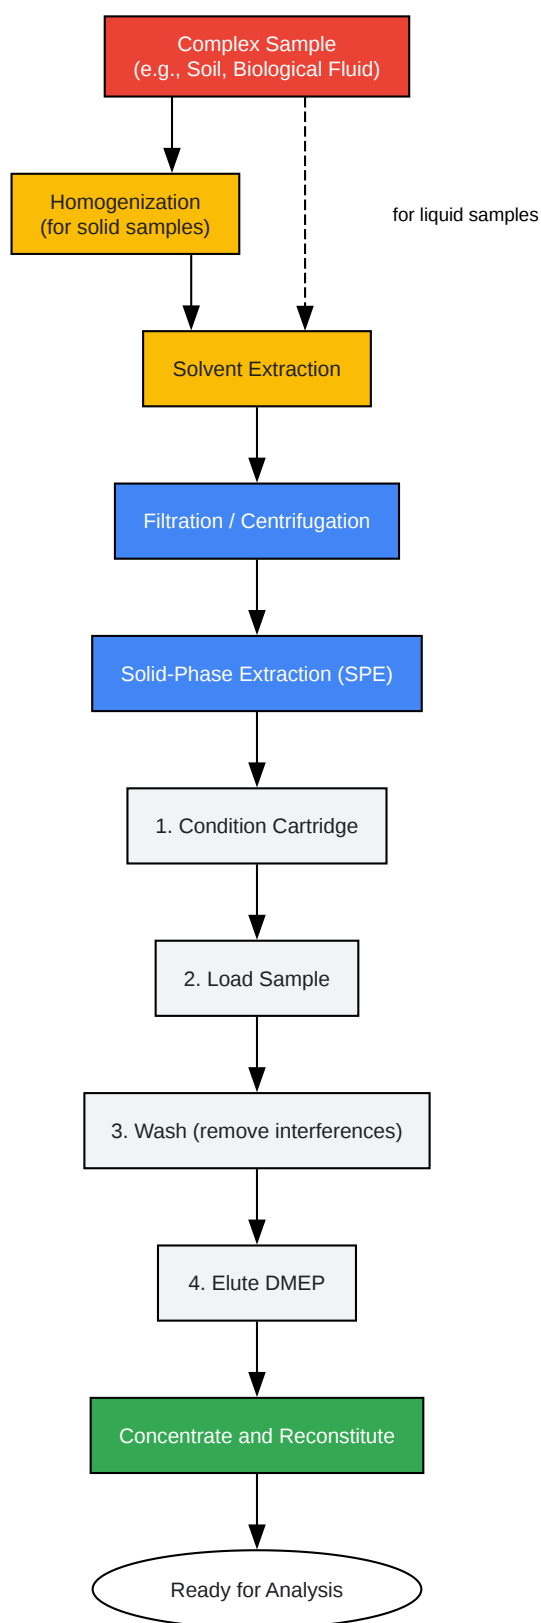 Complex Sample
(e.g., Soil, Biological Fluid)
Homogenization
(for solid samples)
for liquid samples
Solvent Extraction
Filtration / Centrifugation
Solid-Phase Extraction (SPE)
1. Condition Cartridge
2. Load Sample
3. Wash (remove interferences)
4. Elute DMEP
Concentrate and Reconstitute
Ready for Analysis